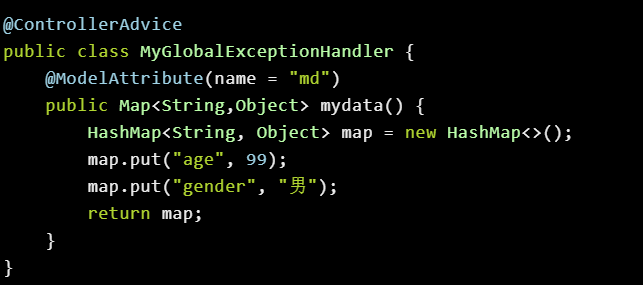 @ControllerAdvice
public class MyGlobalExceptionHandler {
    @ModelAttribute(name = "md")
    public Map<String,Object> mydata() {
        HashMap<String, Object> map = new HashMap<>();
        map.put("age", 99);
        map.put("gender", "男");
        return map;
    }
}